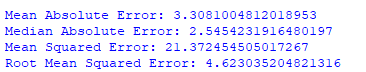 Mean Absolute Error: 3.3081004812018953
Median Absolute Error: 2.5454231916480197
Mean Squared Error: 21.372454505017267
Root Mean Squared Error: 4.623035204821316